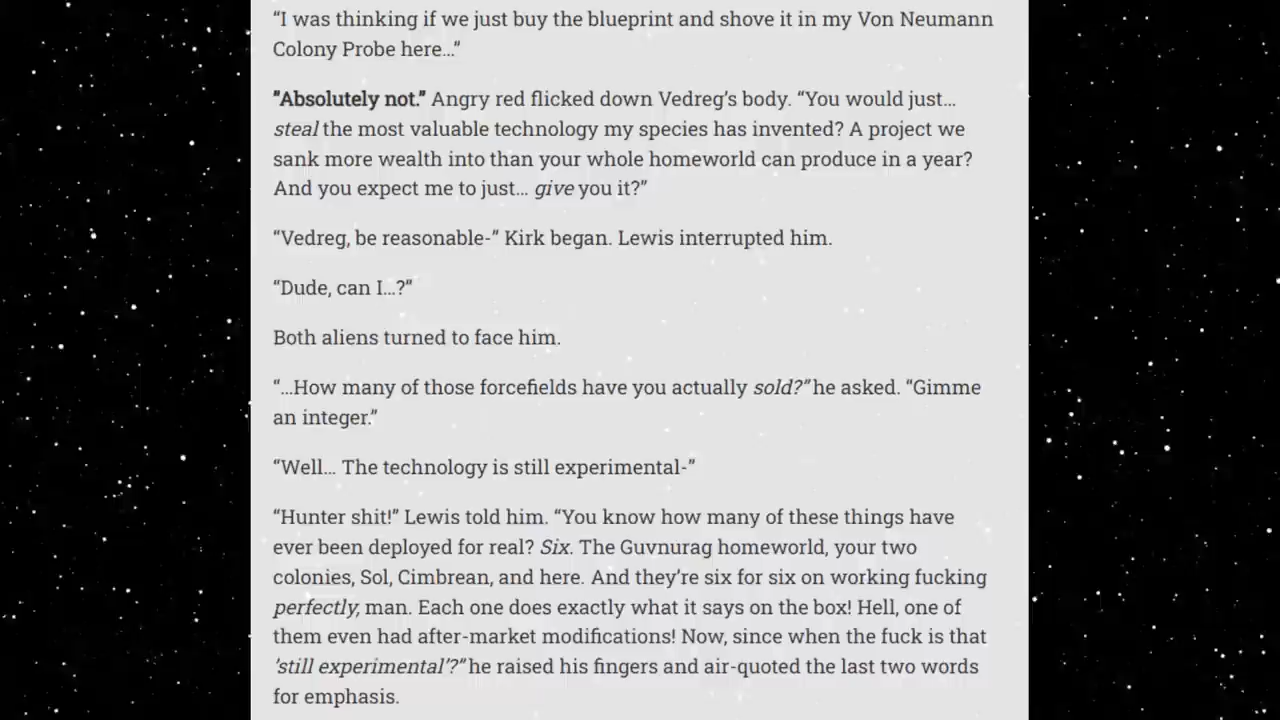 “I was thinking if we just buy the blueprint and shove it in my Von Neumann
Colony Probe here…”
”Absolutely not.” Angry red flicked down Vedreg’s body. “You would just…
steal the most valuable technology my species has invented? A project we
sank more wealth into than your whole homeworld can produce in a year?
And you expect me to just… give you it?”
“Vedreg, be reasonable-” Kirk began. Lewis interrupted him.
“Dude, can I…?”
Both aliens turned to face him.
“…How many of those forcefields have you actually sold?” he asked. “Gimme
an integer.”
“Well… The technology is still experimental-”
“Hunter shit!” Lewis told him. “You know how many of these things have
ever been deployed for real? Six. The Guvnurag homeworld, your two
colonies, Sol, Cimbrean, and here. And they’re six for six on working fucking
perfectly, man. Each one does exactly what it says on the box! Hell, one of
them even had after-market modifications! Now, since when the fuck is that
‘still experimental’?” he raised his fingers and air-quoted the last two words
for emphasis.